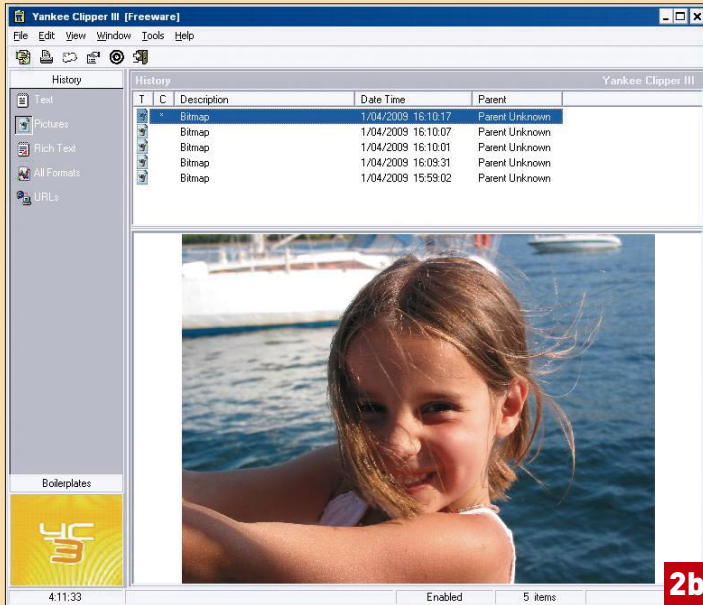 Yankee Clipper III [Freeware]
File Edit View Window Tools Help
History
Text
Pictures
Rich Text
All Formats
URLs
Boilerplates
YC
3
History Yankee Clipper III
T C Description Date Time Parent
× Bitmap 1/04/2009 16:10:17 Parent Unknown
Bitmap 1/04/2009 16:10:07 Parent Unknown
Bitmap 1/04/2009 16:10:01 Parent Unknown
Bitmap 1/04/2009 16:09:31 Parent Unknown
Bitmap 1/04/2009 15:59:02 Parent Unknown
2b
4:11:33 Enabled 5 items